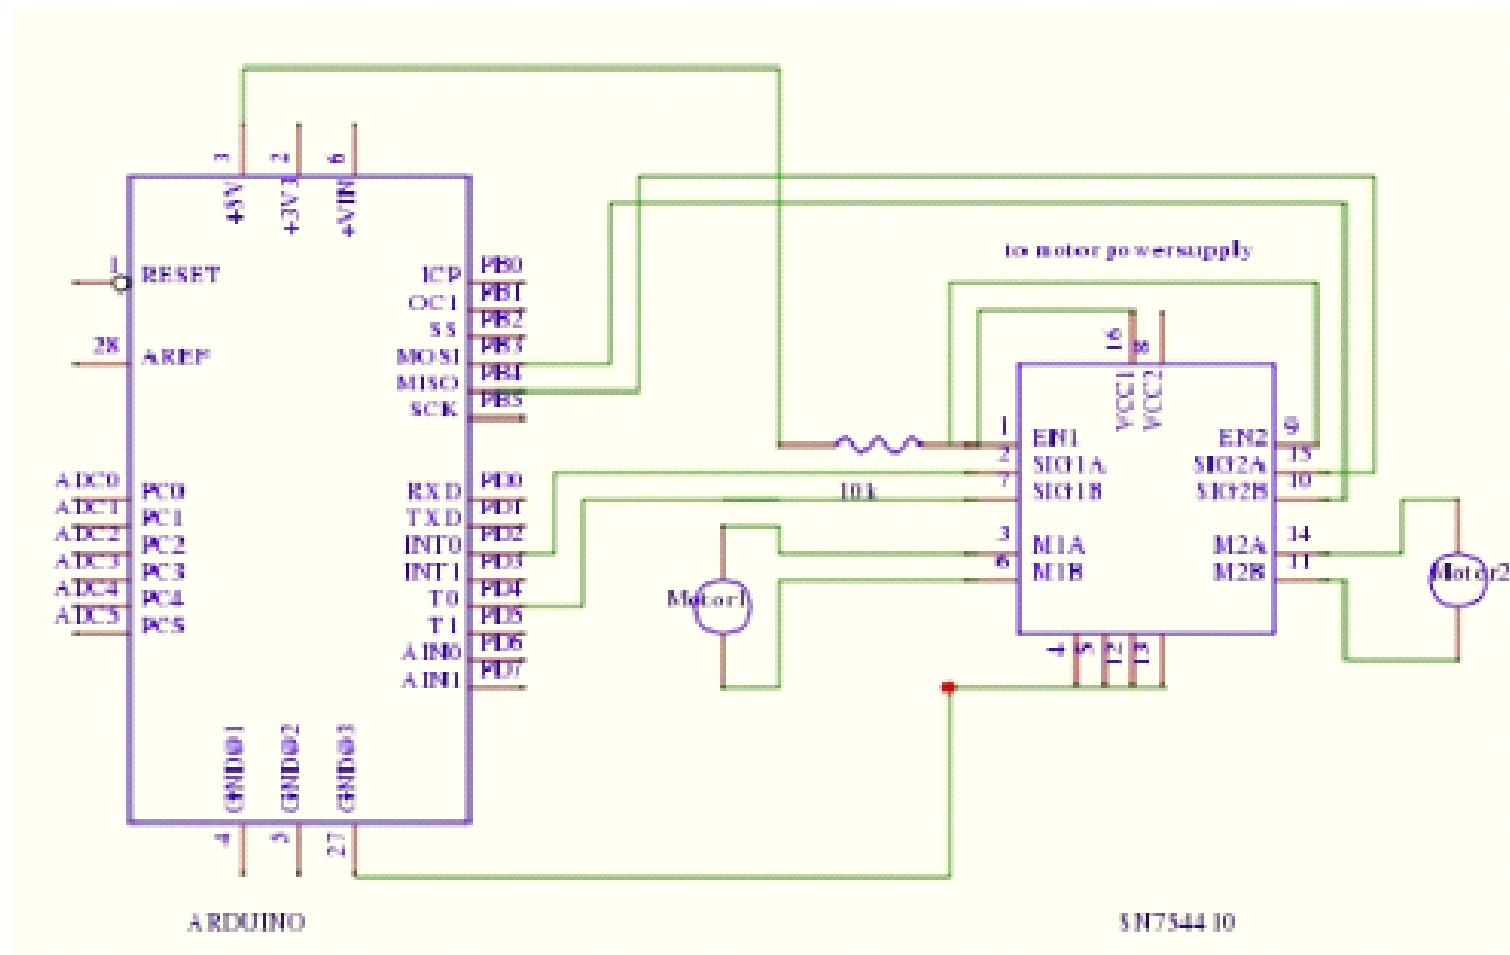 3
2
6
+5V
+3V3
+VIN
1
RESET
28
AREF
ICP
PB0
OC1
PB1
SS
PB2
MOSI
PB3
MISO
PB4
SCK
PB5
ADC0
PC0
ADC1
PC1
ADC2
PC2
ADC3
PC3
ADC4
PC4
ADC5
PC5
RXD
PD0
TXD
PD1
INT0
PD2
INT1
PD3
T0
PD4
T1
PD5
AIN0
PD6
AIN1
PD7
GND@1
GND@2
GND@3
4
5
27
ARDUINO
to motor powersupply
16
8
VCC1
VCC2
1
EN1
2
SIG1A
7
SIG1B
10k
3
M1A
6
M1B
EN2
9
SIG2A
15
SIG2B
10
M2A
14
M2B
11
4
5
12
13
Motor1
Motor2
SN754410